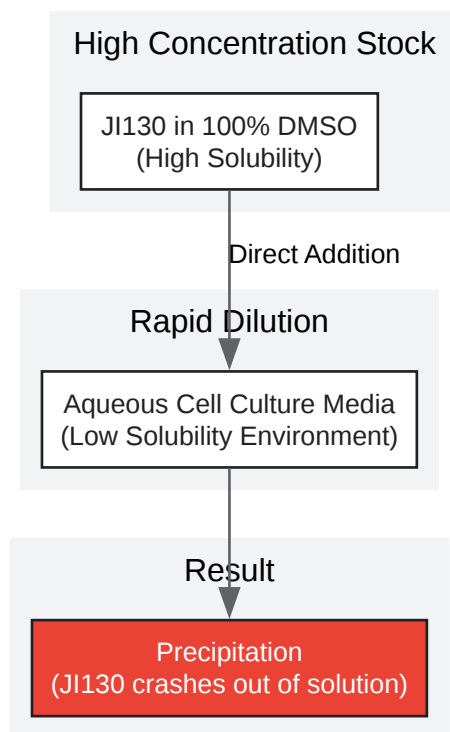 High Concentration Stock
JI130 in 100% DMSO
(High Solubility)
Direct Addition
Rapid Dilution
Aqueous Cell Culture Media
(Low Solubility Environment)
Result
Precipitation
(JI130 crashes out of solution)